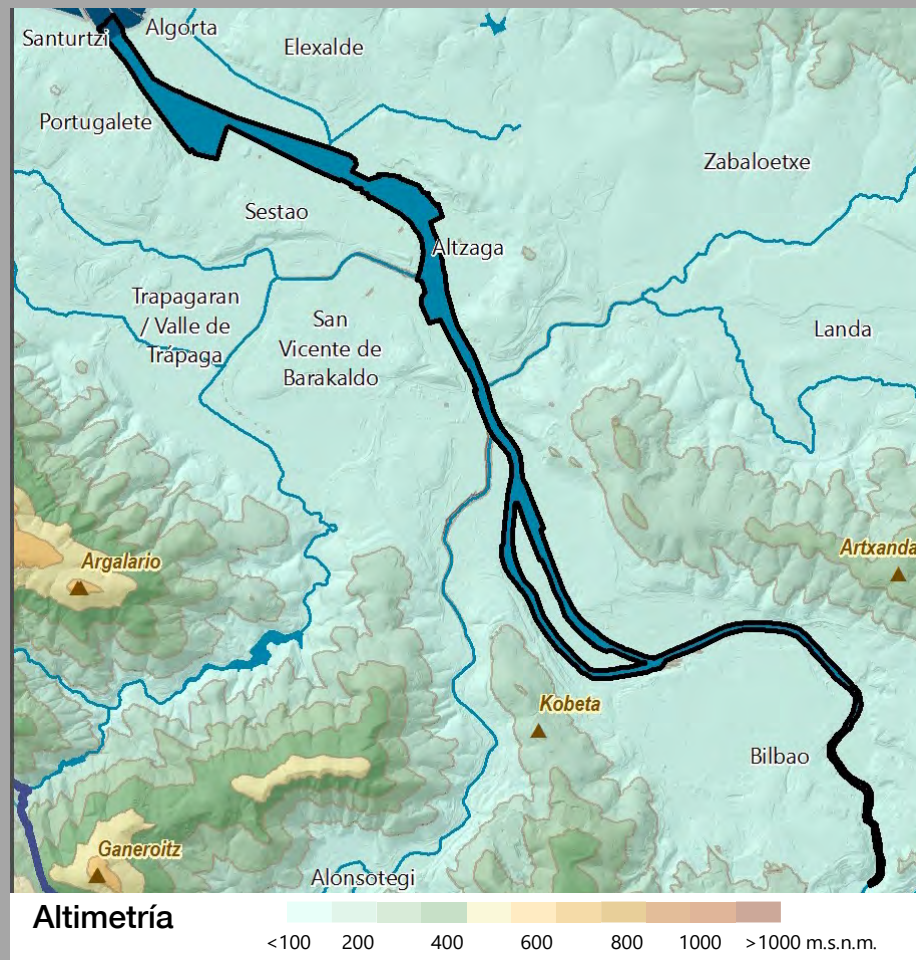 Santurtzi
Algorta
Elexalde
Portugalete
Zabaloetxe
Sestao
Altzaga
Trapagaran
/ Valle de
Trápaga
San
Vicente de
Barakaldo
Landa
Artxanda
Argalario
Kobeta
Bilbao
Ganeroitz
Alonsotegi
Altimetría
<100 200 400 600 800 1000 >1000 m.s.n.m.